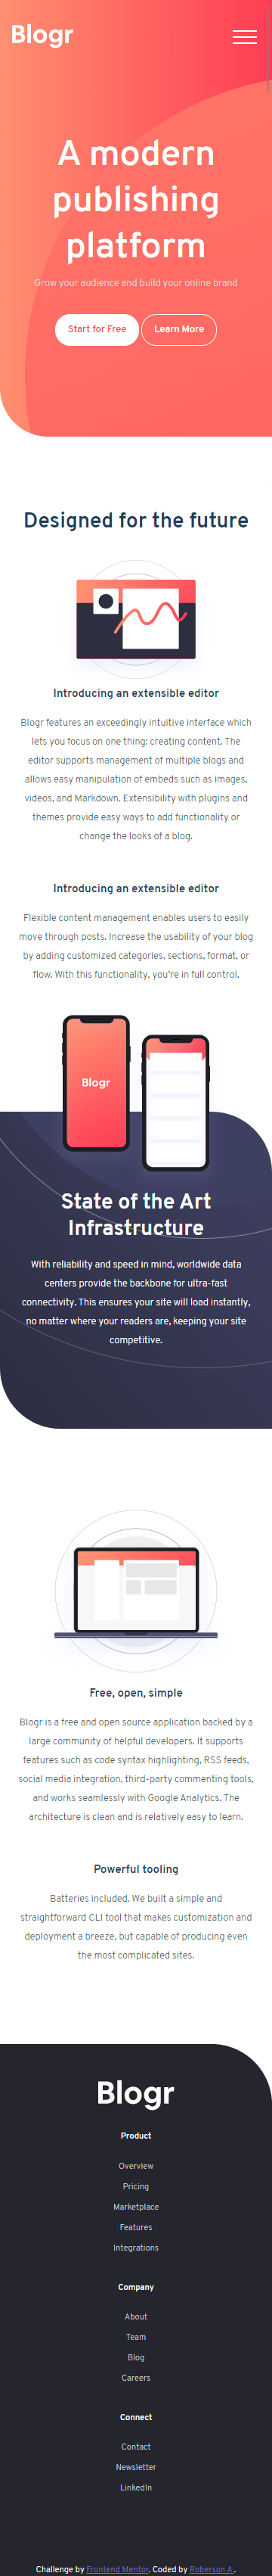 Blogr
A modern
publishing
platform
Grow your audience and build your online brand
Start for Free
Learn More
Designed for the future
Introducing an extensible editor
Blogr features an exceedingly intuitive interface which
lets you focus on one thing: creating content. The
editor supports management of multiple blogs and
allows easy manipulation of embeds such as images,
videos, and Markdown. Extensibility with plugins and
themes provide easy ways to add functionality or
change the looks of a blog.
Introducing an extensible editor
Flexible content management enables users to easily
move through posts. Increase the usability of your blog
by adding customized categories, sections, format, or
flow. With this functionality, you're in full control.
Blogr
State of the Art
Infrastructure
With reliability and speed in mind, worldwide data
centers provide the backbone for ultra-fast
connectivity. This ensures your site will load instantly,
no matter where your readers are, keeping your site
competitive.
Free, open, simple
Blogr is a free and open source application backed by a
large community of helpful developers. It supports
features such as code syntax highlighting, RSS feeds,
social media integration, third-party commenting tools,
and works seamlessly with Google Analytics. The
architecture is clean and is relatively easy to learn.
Powerful tooling
Batteries included. We built a simple and
straightforward CLI tool that makes customization and
deployment a breeze, but capable of producing even
the most complicated sites.
Blogr
Product
Overview
Pricing
Marketplace
Features
Integrations
Company
About
Team
Blog
Careers
Connect
Contact
Newsletter
LinkedIn
Challenge by Frontend Mentor. Coded by Roberson A..